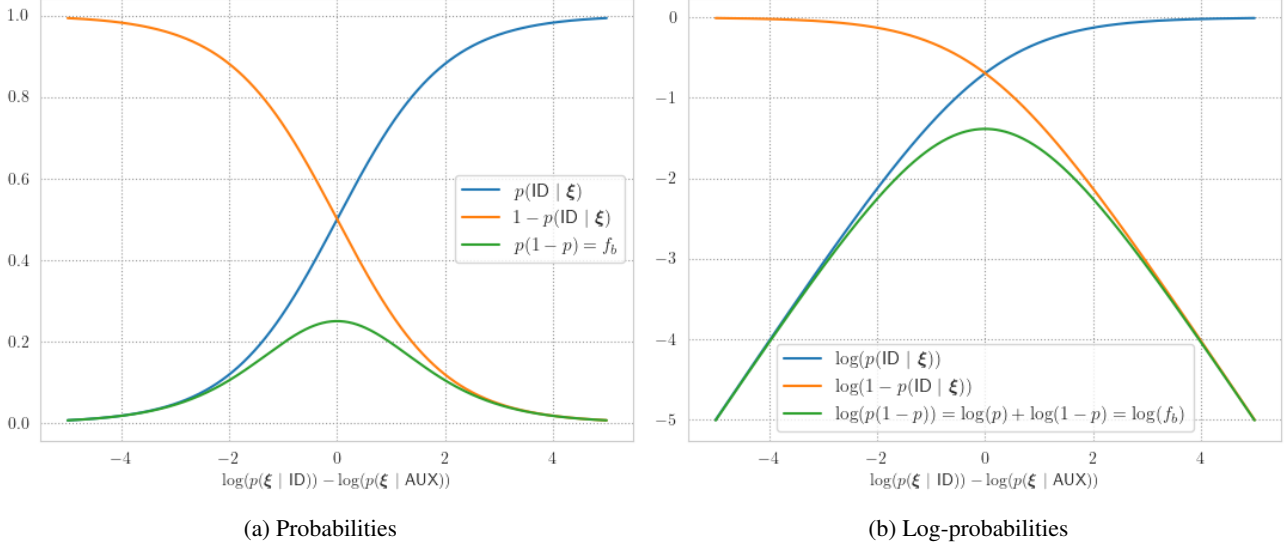 1.0
0.8
0.6
0.4
0.2
0.0
−4
−2
0
2
4
log(p(ξ | ID)) − log(p(ξ | AUX))
p(ID | ξ)
1 − p(ID | ξ)
p(1 − p) = f_b
(a) Probabilities
0
−1
−2
−3
−4
−5
−4
−2
0
2
4
log(p(ξ | ID)) − log(p(ξ | AUX))
log(p(ID | ξ))
log(1 − p(ID | ξ))
log(p(1 − p)) = log(p) + log(1 − p) = log(f_b)
(b) Log-probabilities